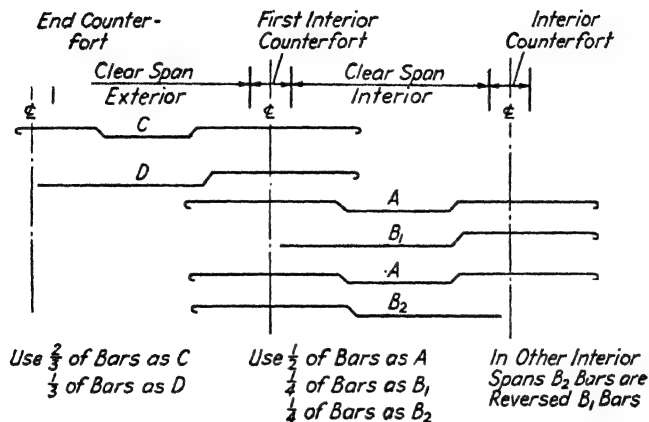 End Counter-
fort
First Interior
Counterfort
Interior
Counterfort
Clear Span
Exterior
Clear Span
Interior
℄
℄
℄
C
D
A
B₁
A
B₂
Use 2/3 of Bars as C
1/3 of Bars as D
Use 1/2 of Bars as A
1/4 of Bars as B₁
1/4 of Bars as B₂
In Other Interior
Spans B₂ Bars are
Reversed B₁ Bars